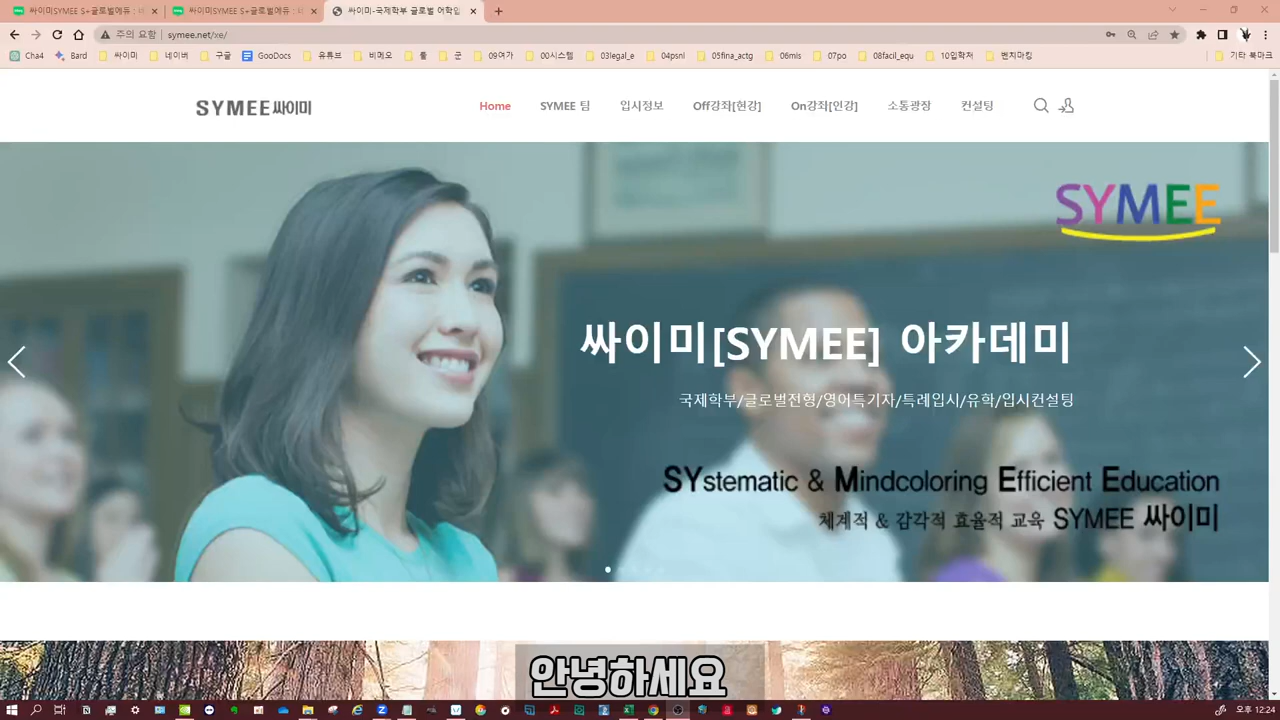 싸이미SYMEE S+글로벌에듀 : 네
싸이미SYMEE S+글로벌에듀 : 네
싸이미-국제학부 글로벌 어학입
주의 요함
symee.net/xe/
Cha4
Bard
싸이미
네이버
구글
GooDocs
유튜브
비메오
툴
군
09여가
00시스템
03legal_e
04psnl
05fina_actg
06mis
07po
08facil_equ
10입학처
벤치마킹
기타 북마크
SYMEE싸이미
Home
SYMEE 팀
입시정보
Off강좌[현강]
On강좌[인강]
소통광장
컨설팅
SYMEE
싸이미[SYMEE] 아카데미
국제학부/글로벌전형/영어특기자/특례입시/유학/입시컨설팅
SYstematic & Mindcoloring Efficient Education
체계적 & 감각적 효율적 교육 SYMEE 싸이미
안녕하세요
오후 12:24